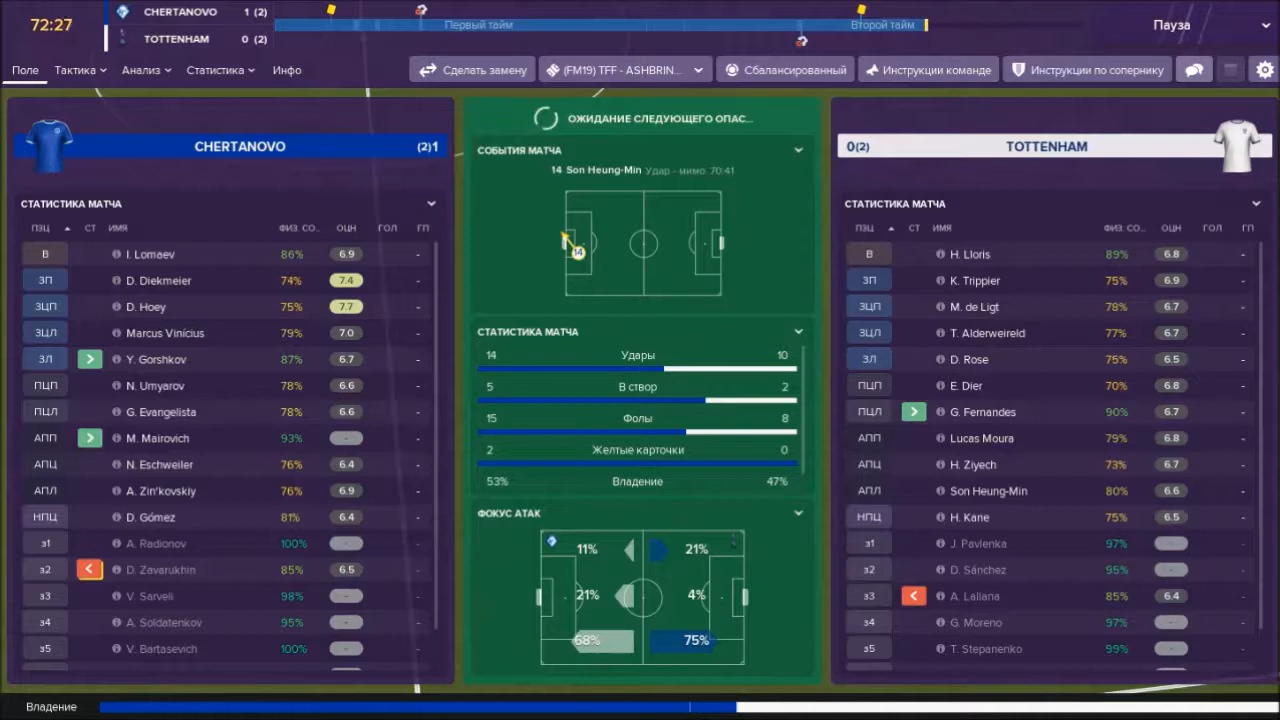 72:27
CHERTANOVO 1 (2)
TOTTENHAM 0 (2)
Первый тайм
Второй тайм
Пауза
Поле
Тактика
Анализ
Статистика
Инфо
Сделать замену
(FM19) TFF - ASHBRIN...
Сбалансированный
Инструкции команде
Инструкции по сопернику
CHERTANOVO (2)1
СТАТИСТИКА МАТЧА
ПЗЦ СТ ИМЯ ФИЗ. СО... ОЦН ГОЛ ГП
В I. Lomaev 86% 6.9 -
ЗП D. Diekmeier 74% 7.4 -
ЗЦП D. Hoey 75% 7.7 -
ЗЦЛ Marcus Vinícius 79% 7.0 -
ЗЛ Y. Gorshkov 87% 6.7 -
ПЦП N. Umyarov 78% 6.6 -
ПЦЛ G. Evangelista 78% 6.6 -
АПП M. Mairovich 93% - -
АПЦ N. Eschweiler 76% 6.4 -
АПЛ A. Zin'kovskiy 76% 6.9 -
НПЦ D. Gómez 81% 6.4 -
з1 A. Radionov 100% - -
з2 D. Zavarukhin 85% 6.5 -
з3 V. Sarveli 98% - -
з4 A. Soldatenkov 95% - -
з5 V. Bartasevich 100% - -
ОЖИДАНИЕ СЛЕДУЮЩЕГО ОПАС...
СОБЫТИЯ МАТЧА
14 Son Heung-Min Удар - мимо: 70:41
14
СТАТИСТИКА МАТЧА
14 Удары 10
5 В створ 2
15 Фолы 8
2 Желтые карточки 0
53% Владение 47%
ФОКУС АТАК
11% 21%
21% 4%
68% 75%
0(2) TOTTENHAM
СТАТИСТИКА МАТЧА
ПЗЦ СТ ИМЯ ФИЗ. СО... ОЦН ГОЛ ГП
В H. Lloris 89% 6.8 -
ЗП K. Trippier 75% 6.9 -
ЗЦП M. de Ligt 78% 6.7 -
ЗЦЛ T. Alderweireld 77% 6.7 -
ЗЛ D. Rose 75% 6.5 -
ПЦП E. Dier 70% 6.8 -
ПЦЛ G. Fernandes 90% 6.7 -
АПП Lucas Moura 79% 6.8 -
АПЦ H. Ziyech 73% 6.7 -
АПЛ Son Heung-Min 80% 6.6 -
НПЦ H. Kane 75% 6.5 -
з1 J. Pavlenka 97% - -
з2 D. Sánchez 95% - -
з3 A. Lallana 85% 6.4 -
з4 G. Moreno 97% - -
з5 T. Stepanenko 99% - -
Владение